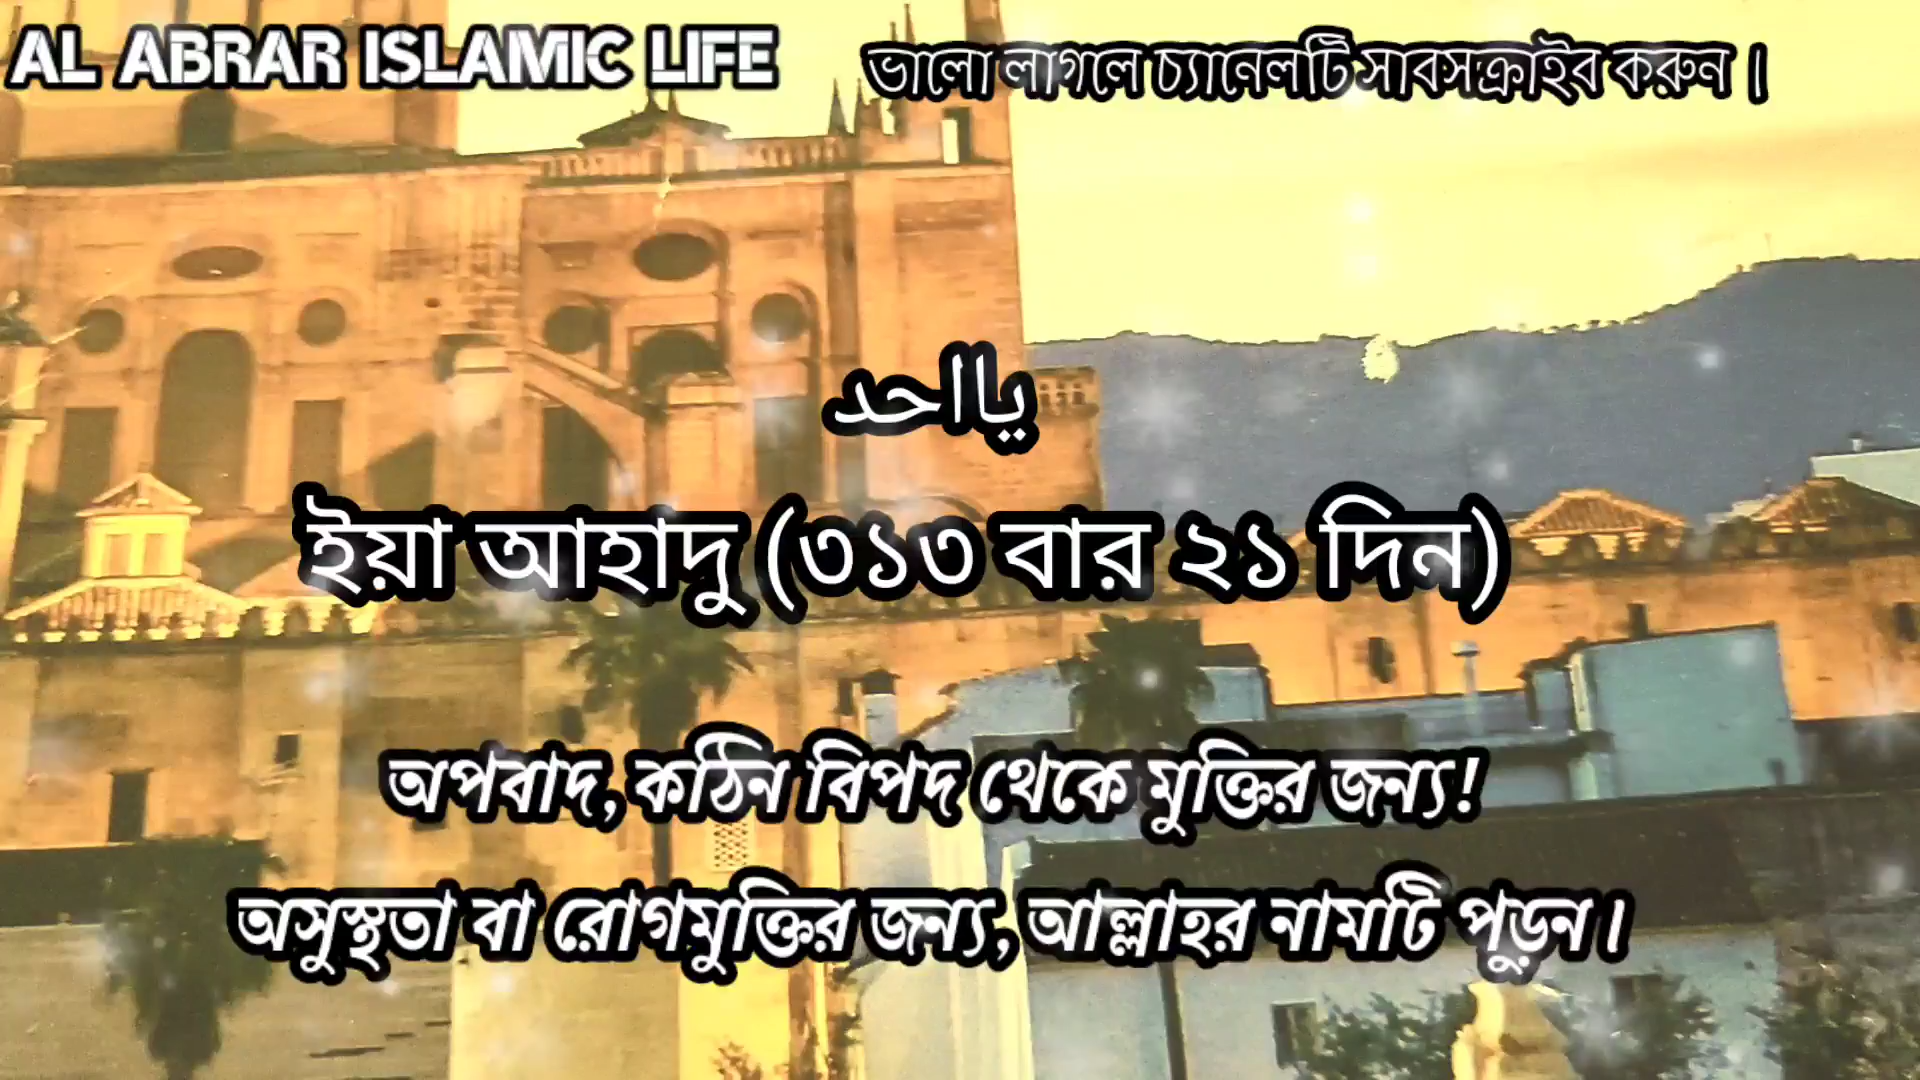 AL ABRAR ISLAMIC LIFE
ভালো লাগলে চ্যানেলটি সাবসক্রাইব করুন।
يااحد
ইয়া আহাদু (৩১৩ বার ২১ দিন)
অপবাদ, কঠিন বিপদ থেকে মুক্তির জন্য!
অসুস্থতা বা রোগমুক্তির জন্য, আল্লাহর নামটি পড়ুন।